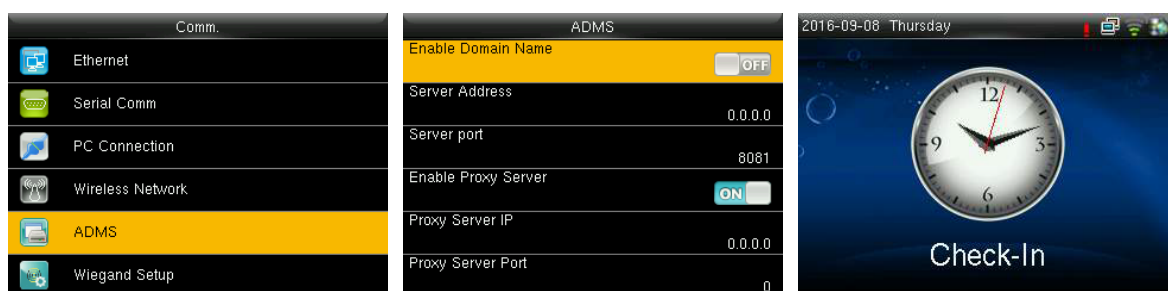 Comm.
Ethernet
Serial Comm
PC Connection
Wireless Network
ADMS
Wiegand Setup
ADMS
Enable Domain Name
OFF
Server Address
0.0.0.0
Server port
8081
Enable Proxy Server
ON
Proxy Server IP
0.0.0.0
Proxy Server Port
0
2016-09-08 Thursday
12
9 3
6
Check-In